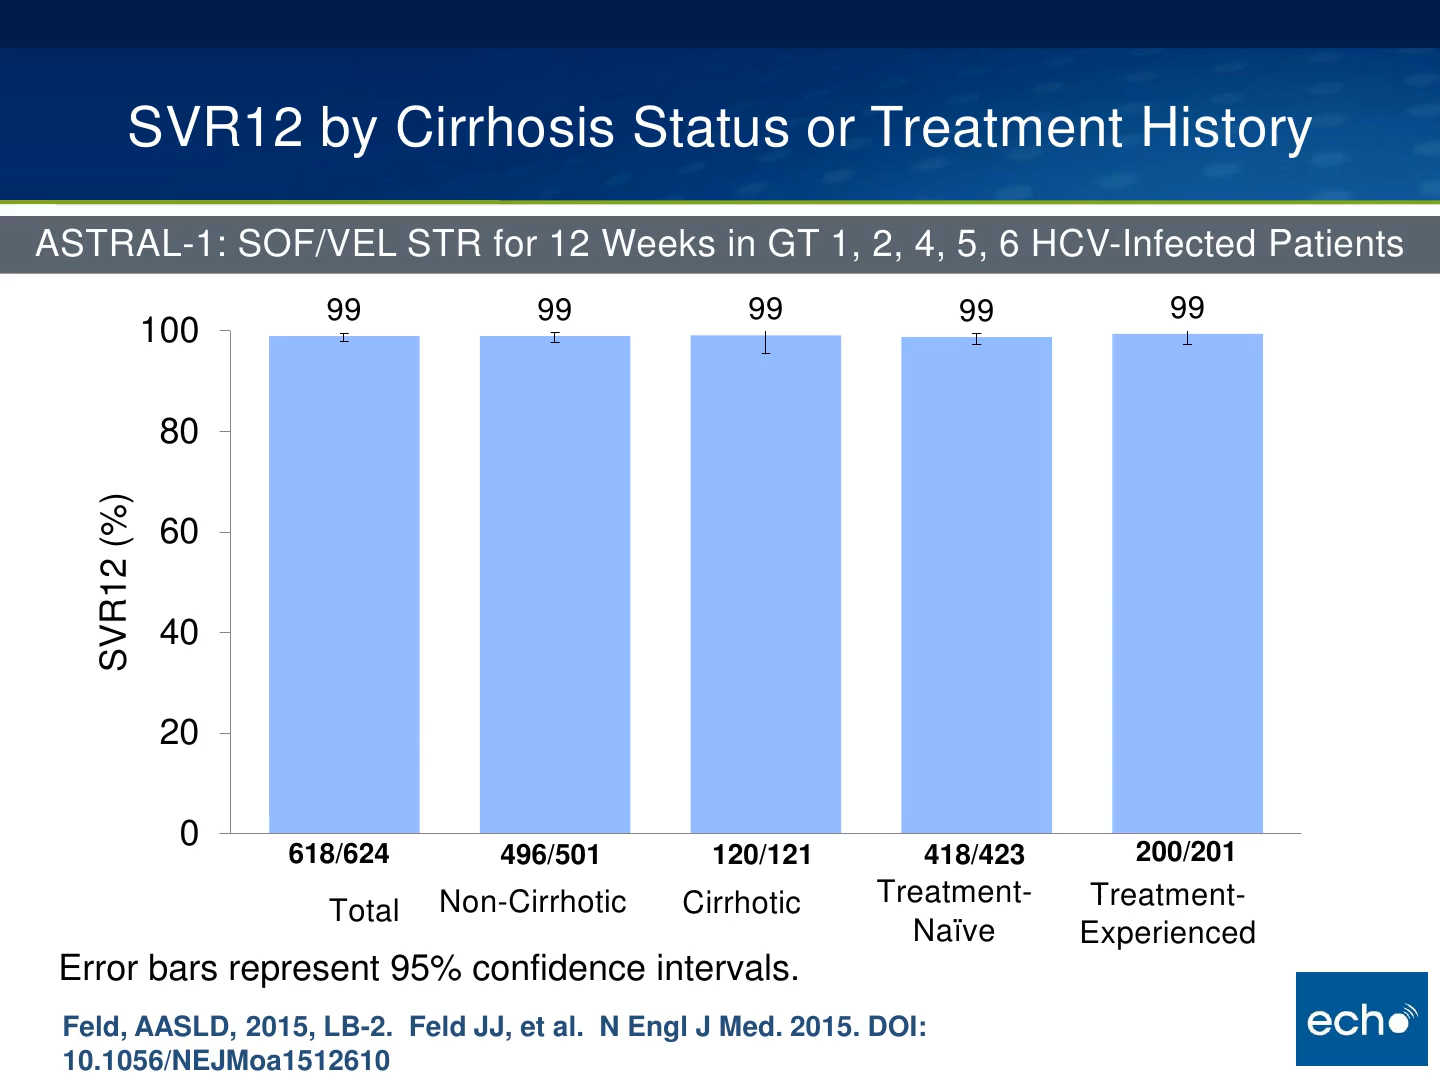 SVR12 by Cirrhosis Status or Treatment History
ASTRAL-1: SOF/VEL STR for 12 Weeks in GT 1, 2, 4, 5, 6 HCV-Infected Patients
99 99 99 99 99
100
80
60
40
20
0
SVR12 (%)
618/624 496/501 120/121 418/423 200/201
Total Non-Cirrhotic Cirrhotic Treatment- Treatment-
Naïve Experienced
Error bars represent 95% confidence intervals.
Feld, AASLD, 2015, LB-2. Feld JJ, et al. N Engl J Med. 2015. DOI:
10.1056/NEJMoa1512610
echo